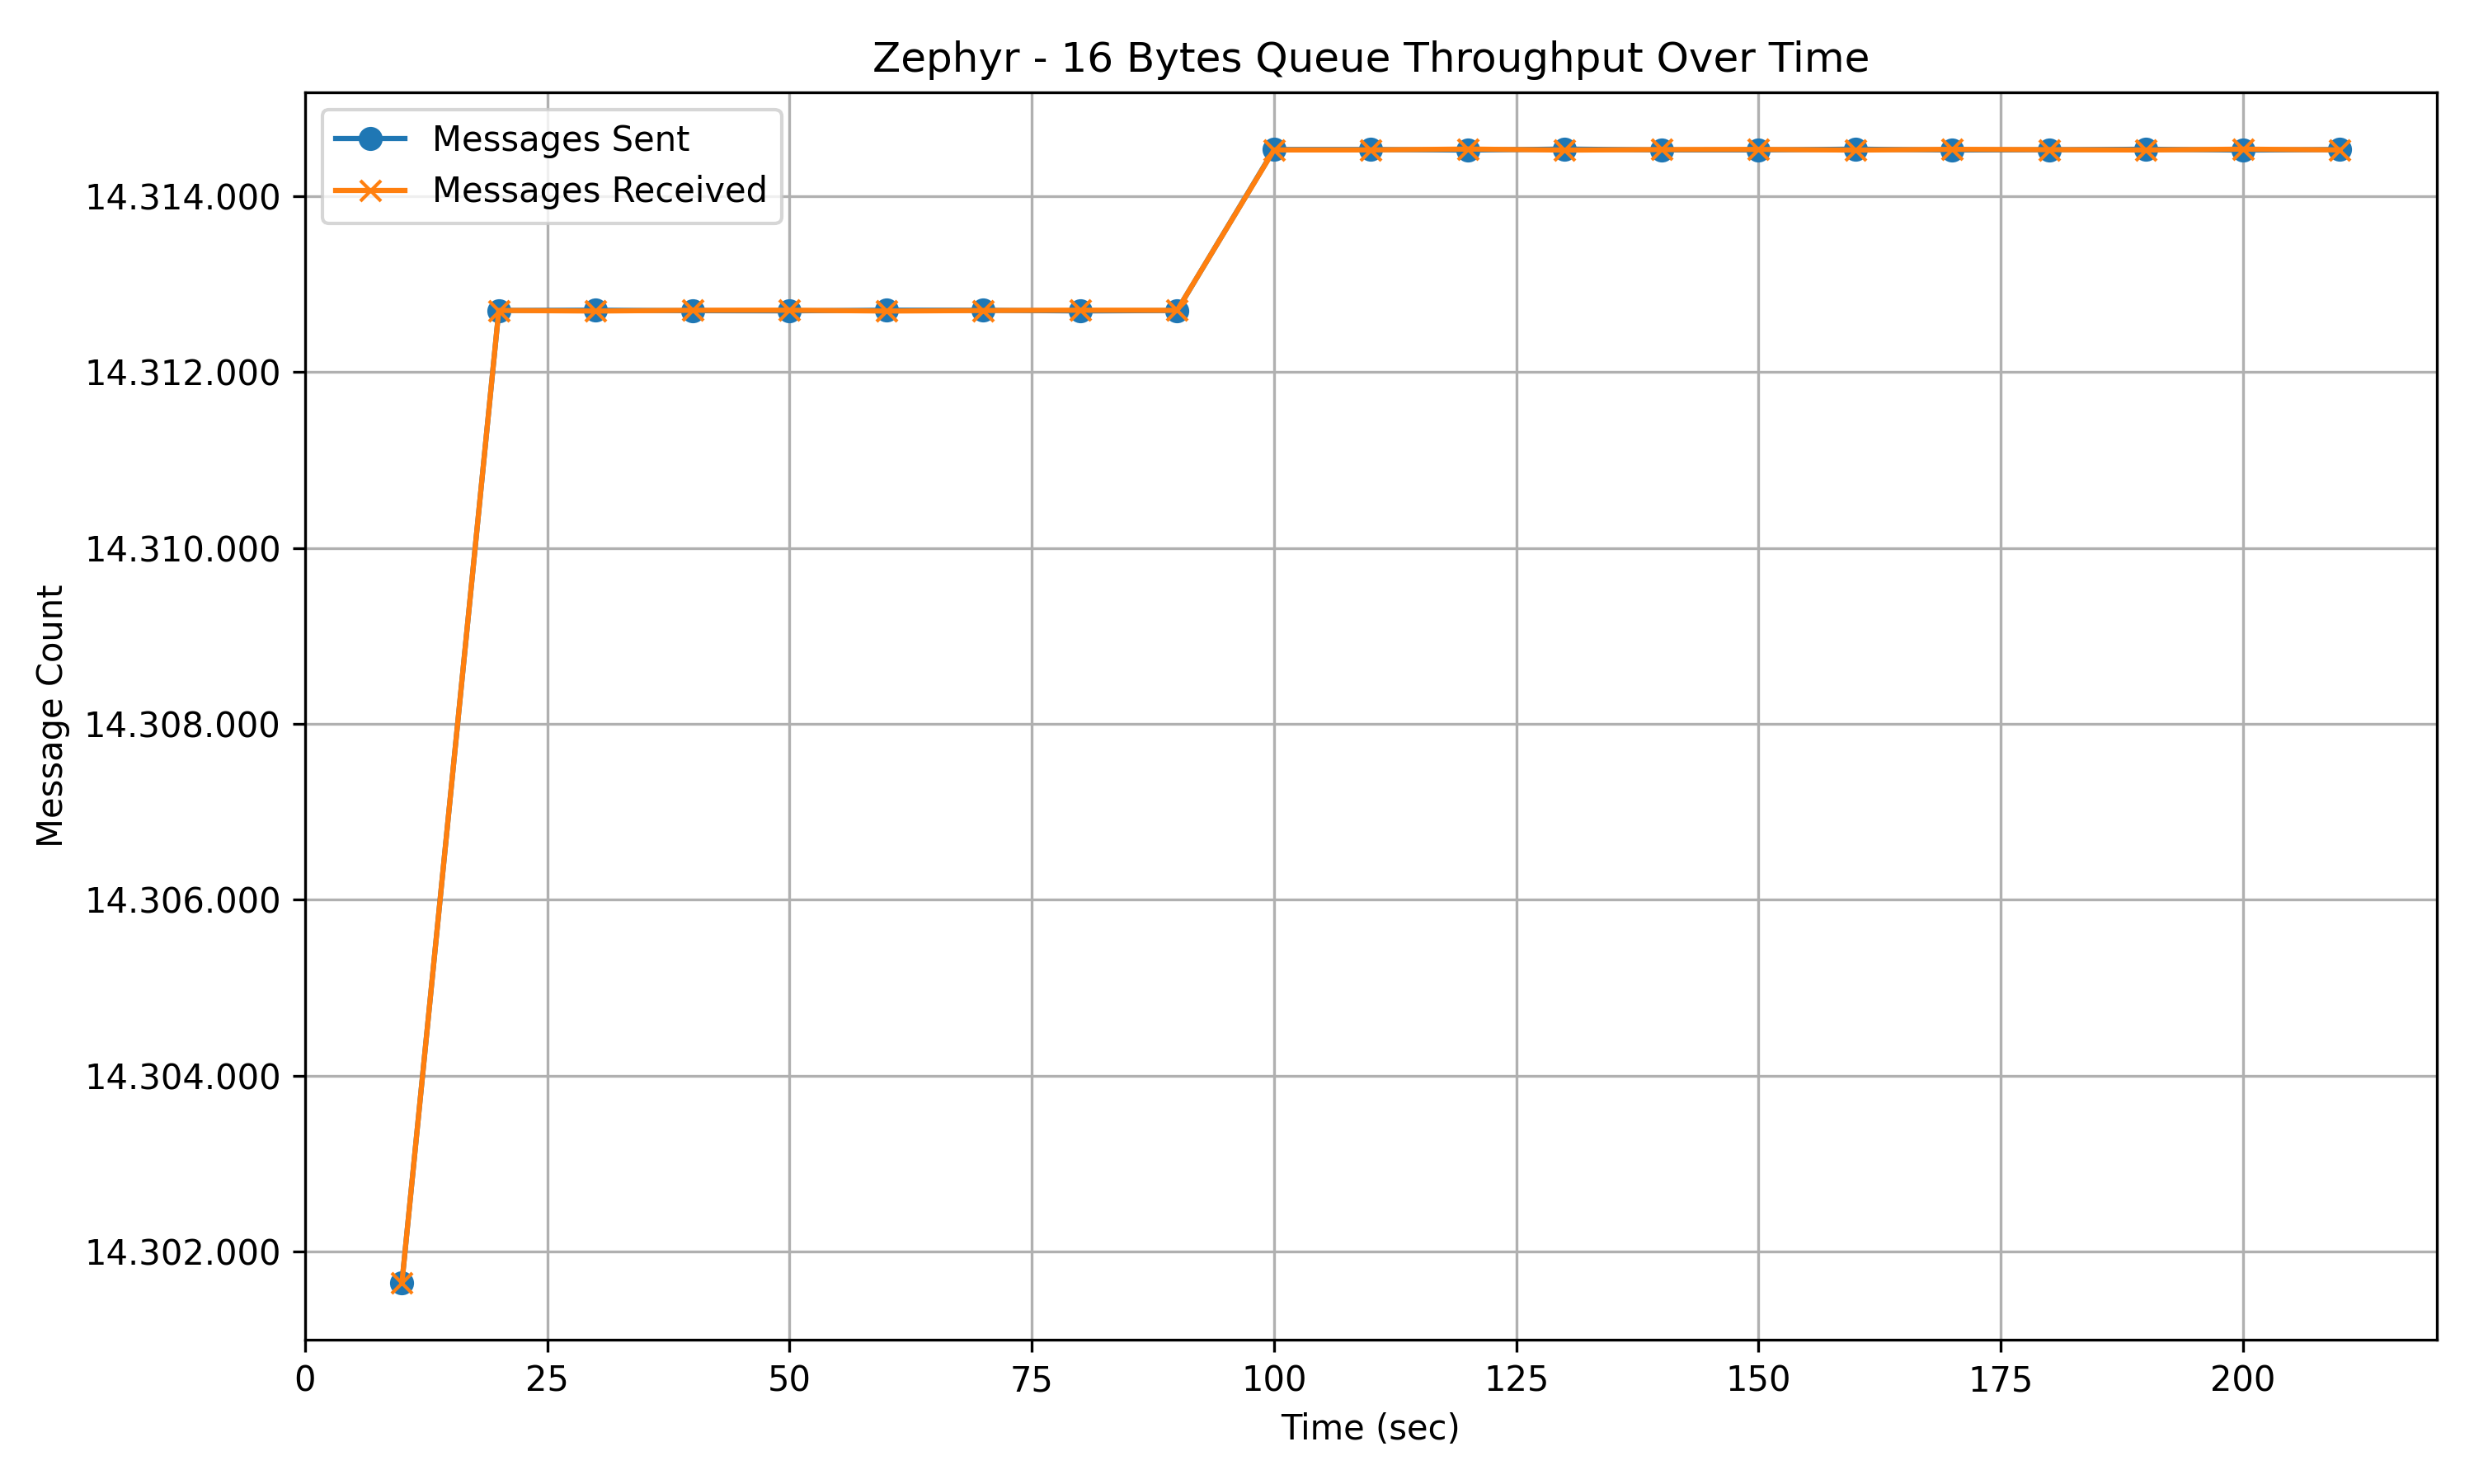 Zephyr - 16 Bytes Queue Throughput Over Time
Messages Sent
Messages Received
14.314.000
14.312.000
14.310.000
14.308.000
14.306.000
14.304.000
14.302.000
Message Count
0 25 50 75 100 125 150 175 200
Time (sec)